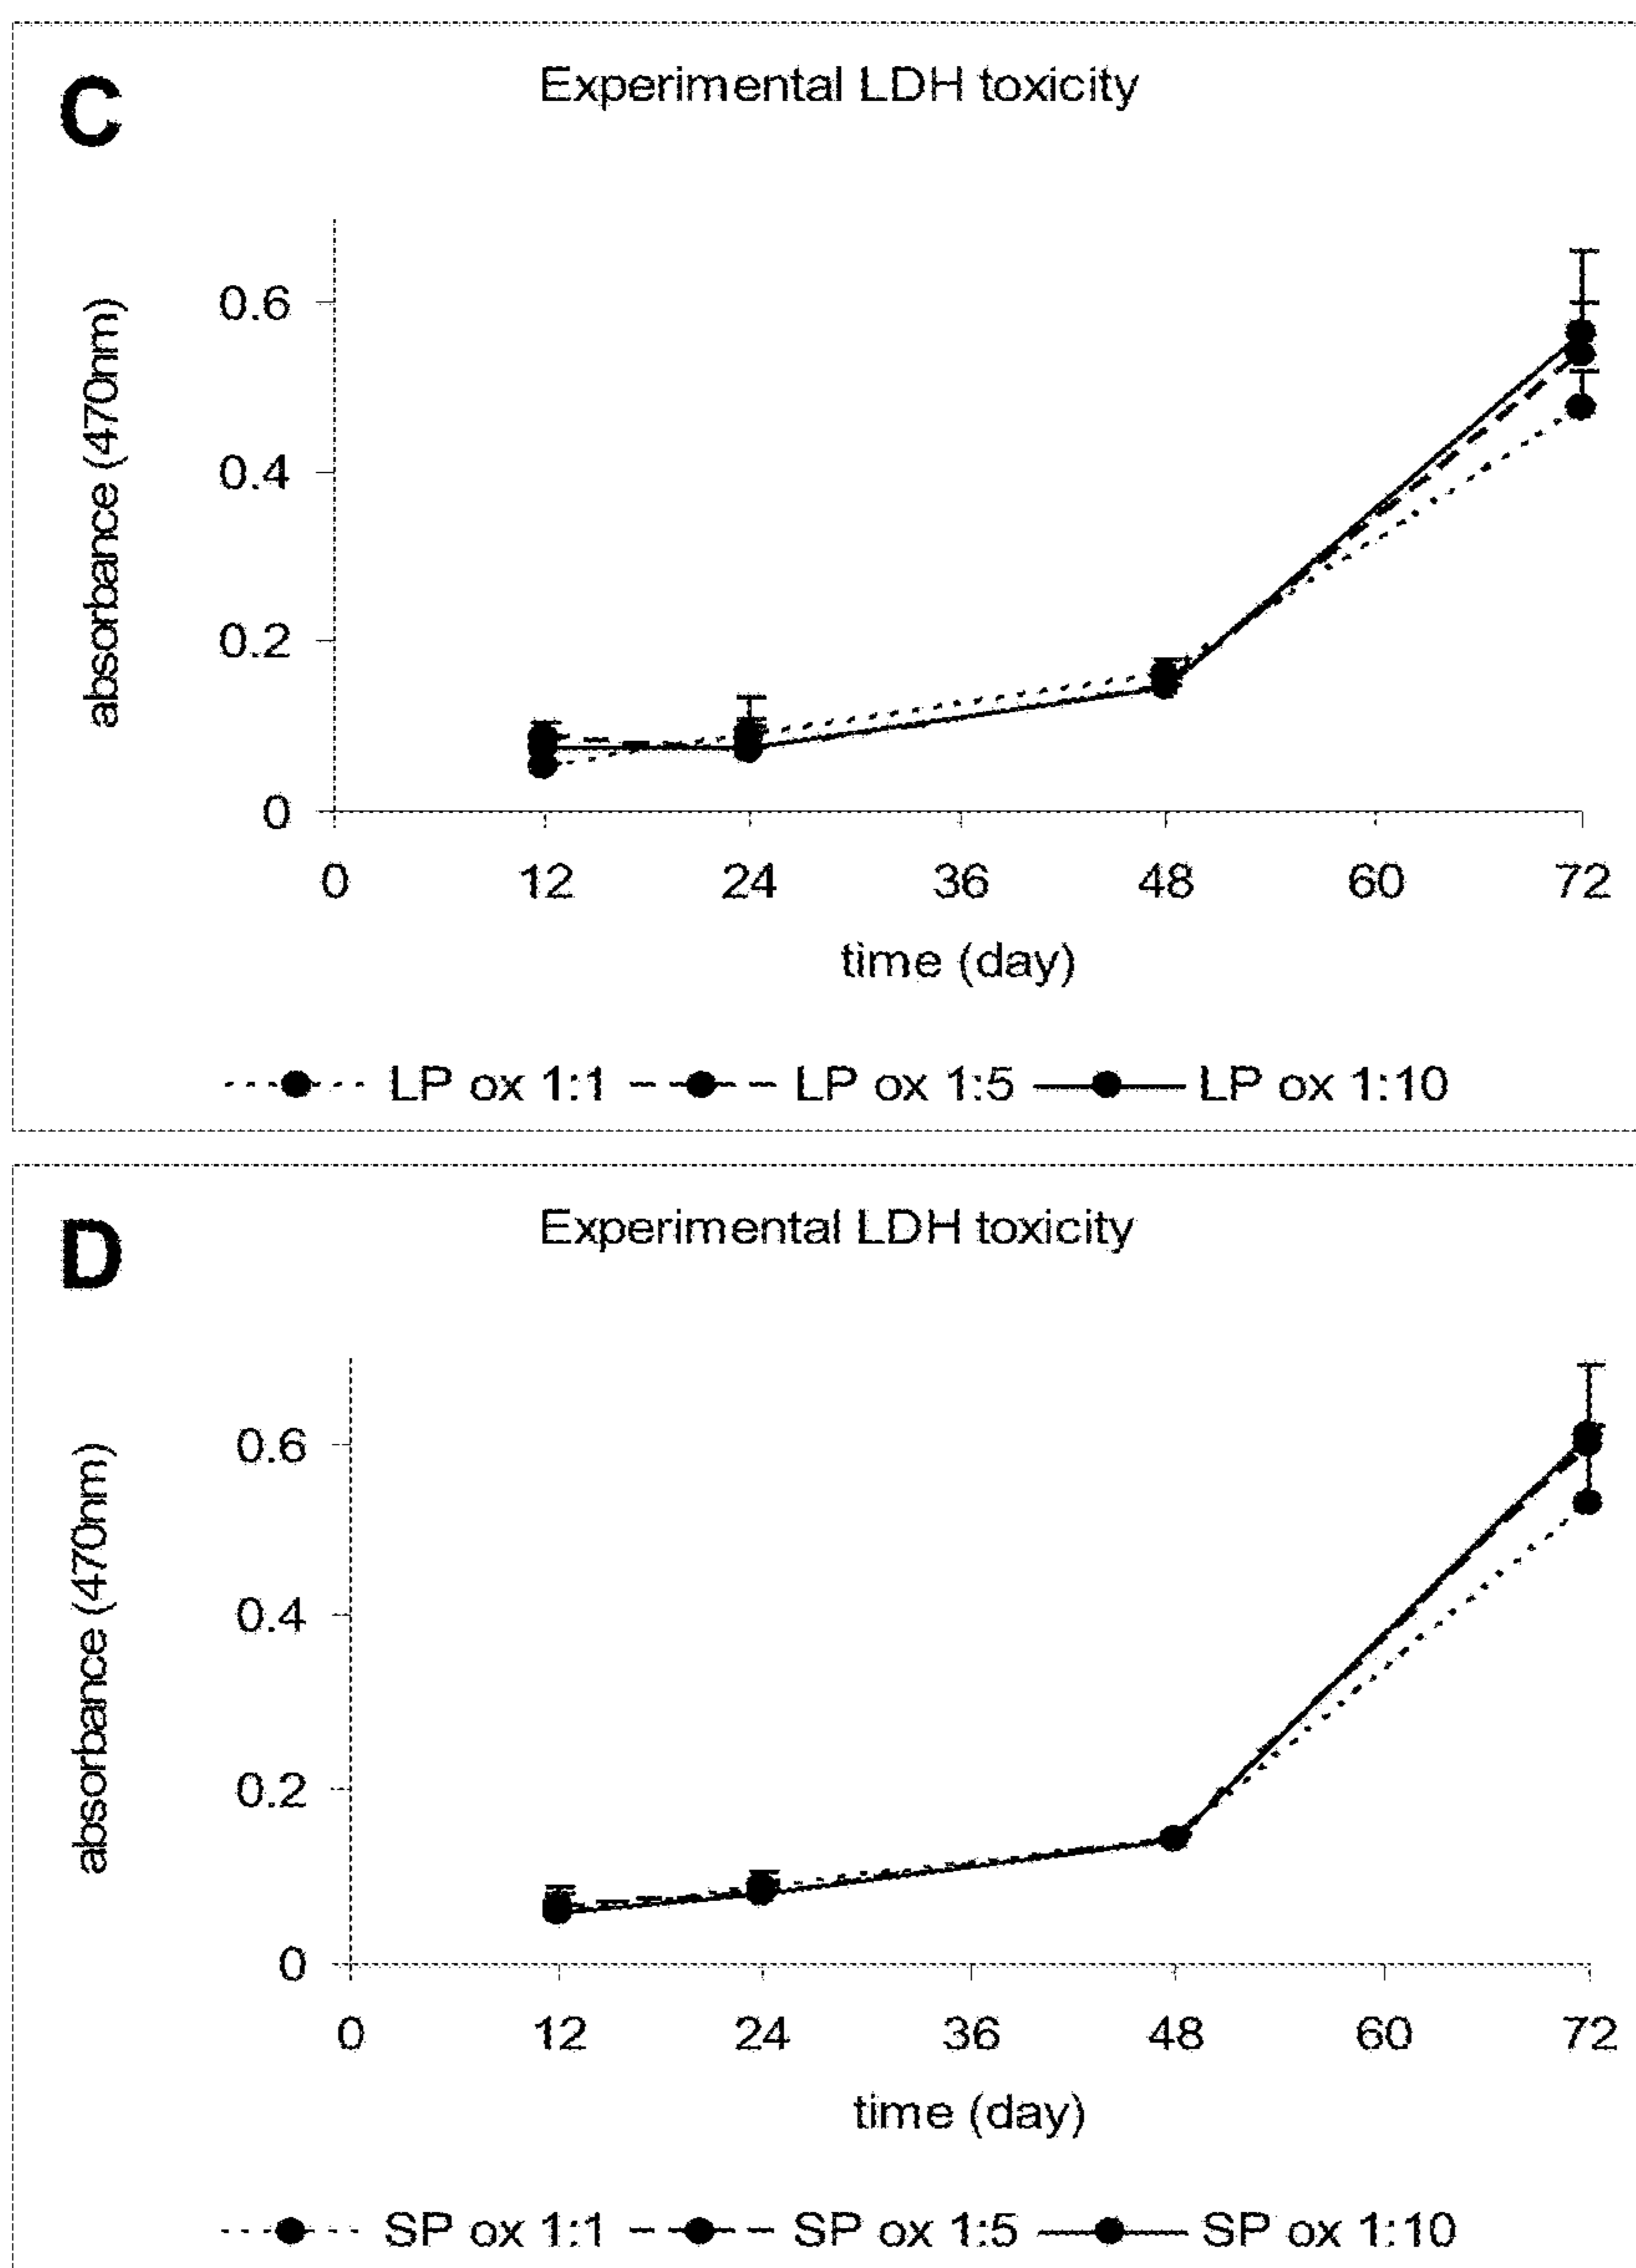 C
Experimental LDH toxicity
absorbance (470nm)
0.6
0.4
0.2
0
0 12 24 36 48 60 72
time (day)
LP ox 1:1 LP ox 1:5 LP ox 1:10
D
Experimental LDH toxicity
absorbance (470nm)
0.6
0.4
0.2
0
0 12 24 36 48 60 72
time (day)
SP ox 1:1 SP ox 1:5 SP ox 1:10